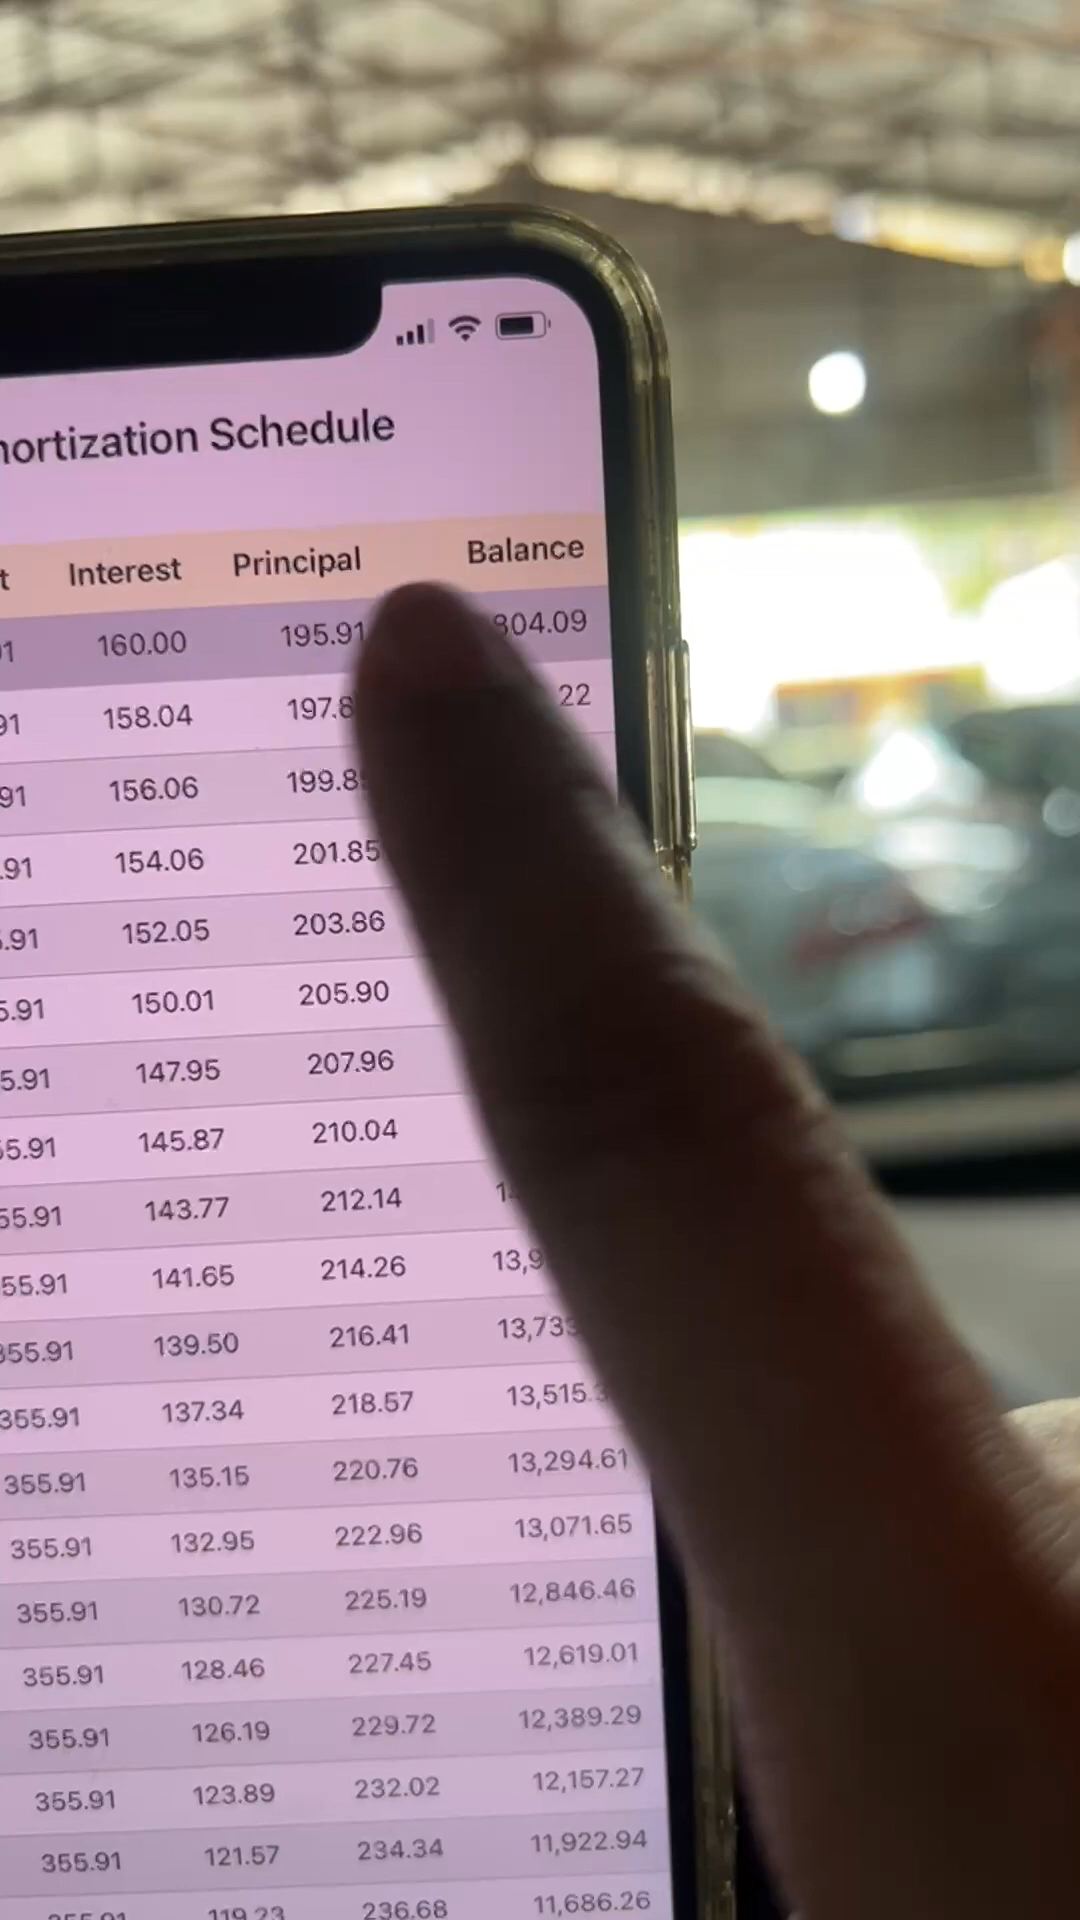 Schedule
Interest Principal Balance
160.00 195.91
158.04
156.06
154.06 201.85
152.05 203.86
150.01 205.90
147.95 207.96
145.87 210.04
143.77 212.14
141.65 214.26
139.50 216.41
137.34 218.57
355.91 135.15 220.76 13,294.61
355.91 132.95 222.96 13,071.65
355.91 130.72 225.19 12,846.46
355.91 128.46 227.45 12,619.01
355.91 126.19 229.72 12,389.29
355.91 123.89 232.02 12,157.27
355.91 121.57 234.34 11,922.94
119.23 236.68 11,686.26